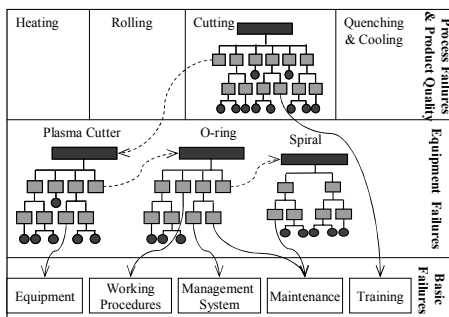 Heating
Rolling
Cutting
Quenching
& Cooling
Process Failures
& Product Quality
Plasma Cutter
O-ring
Spiral
Equipment Failures
Equipment
Working
Procedures
Management
System
Maintenance
Training
Basic
Failures